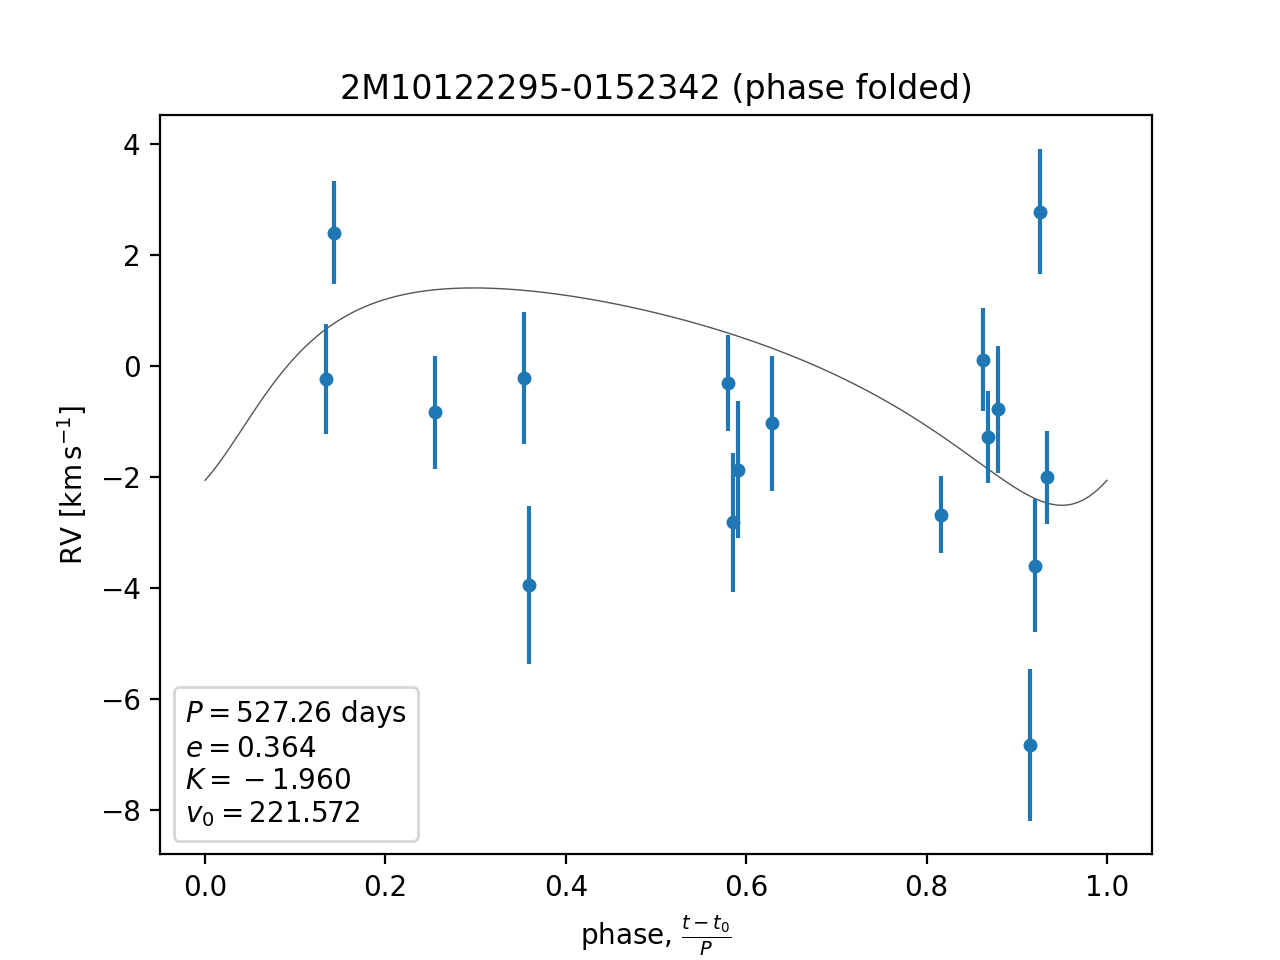 2M10122295-0152342 (phase folded)
RV [km s⁻¹]
4
2
0
−2
−4
−6
−8
P = 527.26 days
e = 0.364
K = −1.960
v₀ = 221.572
0.0 0.2 0.4 0.6 0.8 1.0
phase, (t − t₀)/P